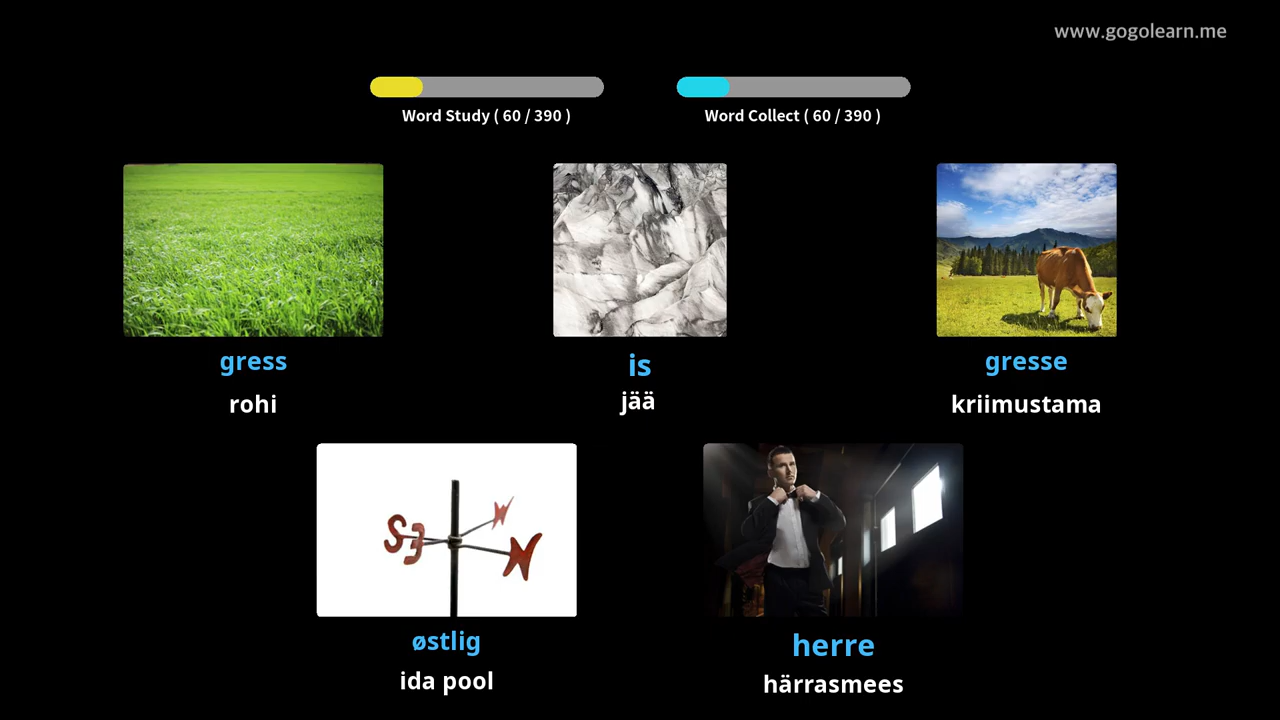 www.gogolearn.me
Word Study ( 60 / 390 )
Word Collect ( 60 / 390 )
gress
rohi
is
jää
gresse
kriimustama
østlig
ida pool
herre
härrasmees